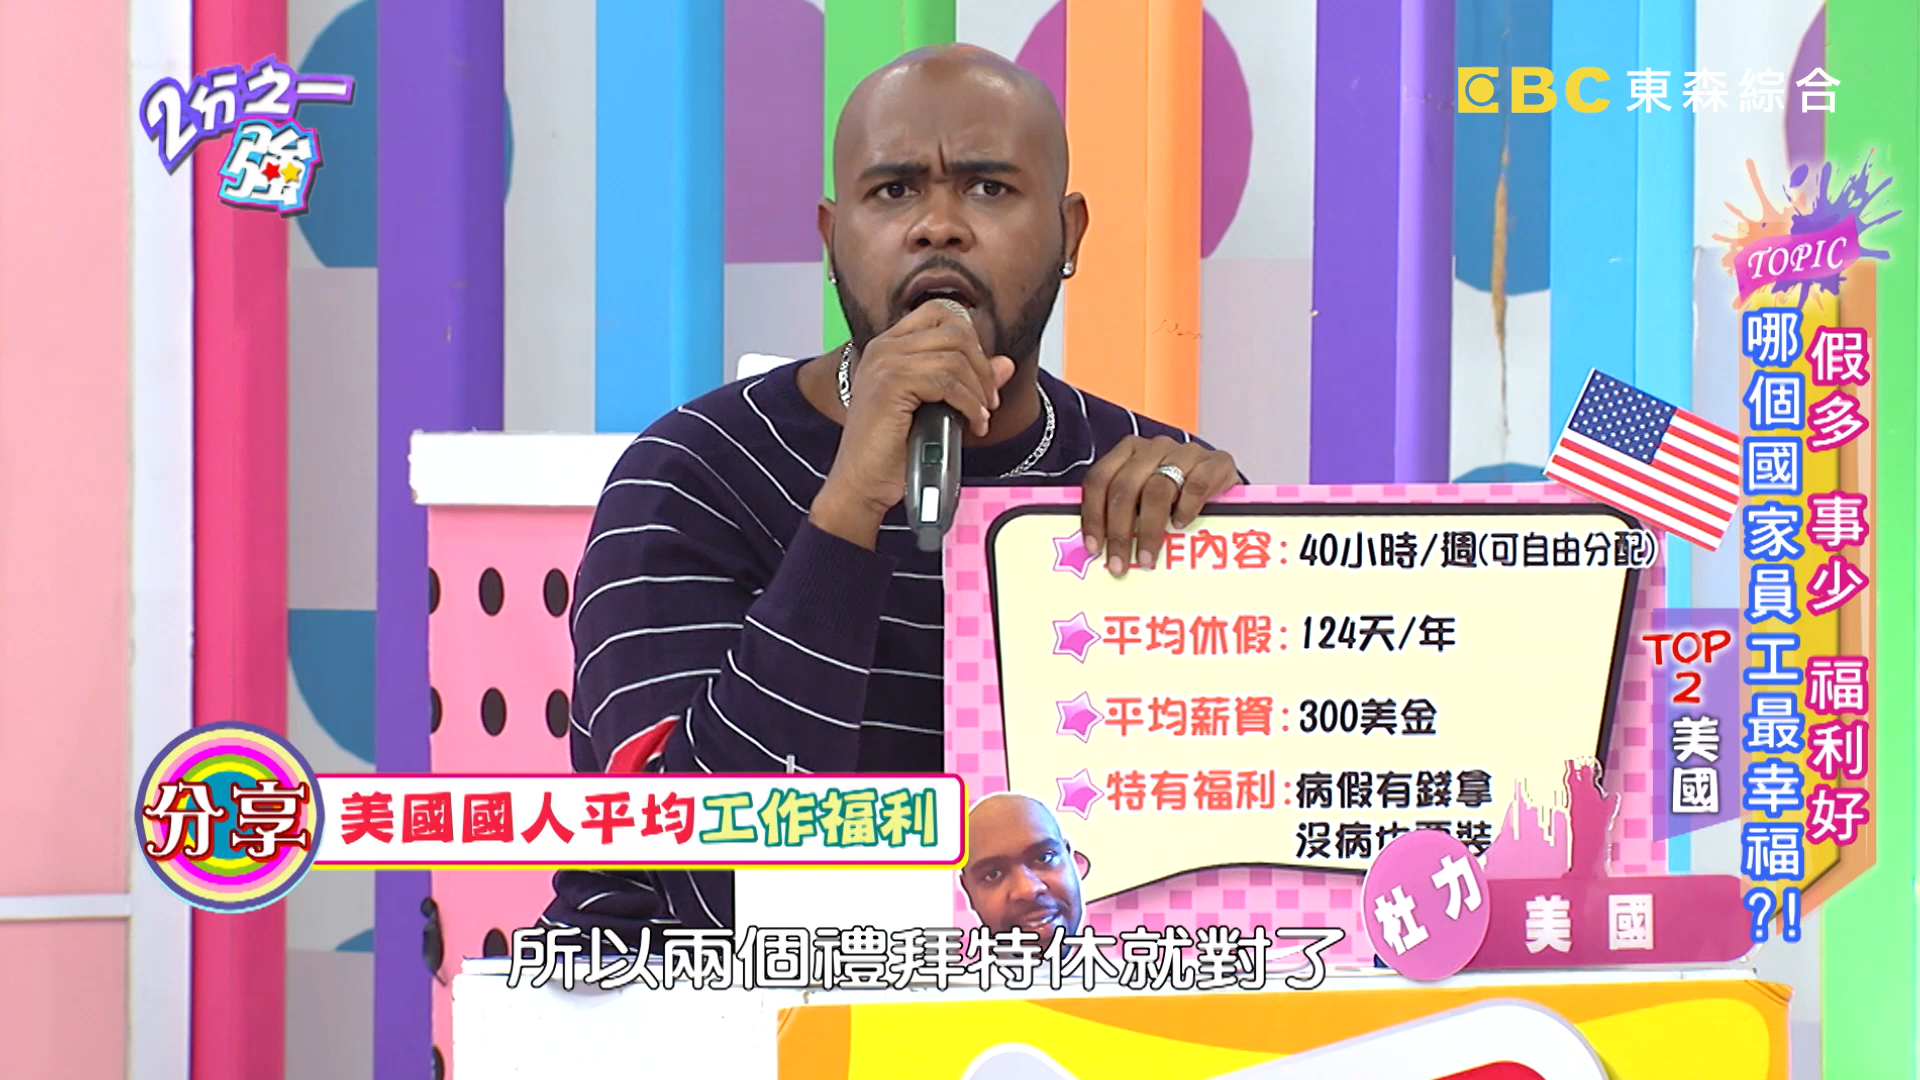 2分之一強
EBC 東森綜合
TOPIC
假多 事少 福利好
哪個國家員工最幸福?!
TOP
2
美國
作內容:40小時/週(可自由分配)
平均休假:124天/年
平均薪資:300美金
特有福利:病假有錢拿
沒病也要裝
分享
美國國人平均工作福利
杜力
美國
所以兩個禮拜特休就對了